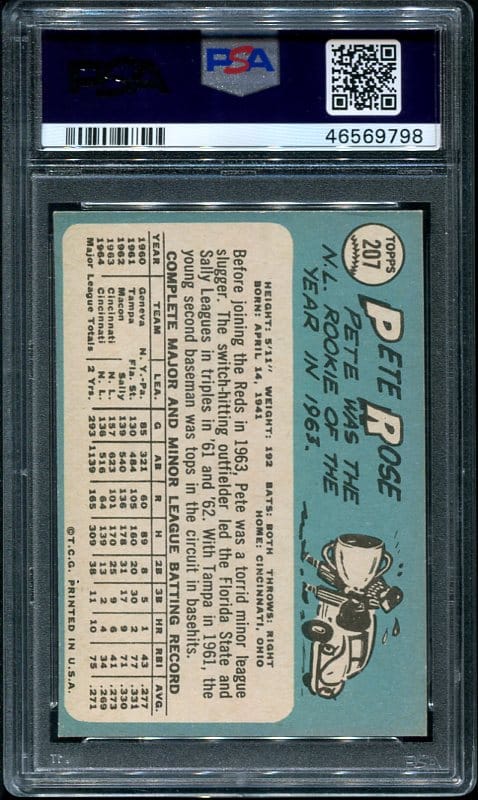 PSA
PSA
46569798
TOPPS
207
PETE ROSE
PETE WAS THE
N.L. ROOKIE OF THE
YEAR IN 1963.
HEIGHT: 5'11" WEIGHT: 192 BATS: BOTH THROWS: RIGHT
BORN: APRIL 14, 1941 HOME: CINCINNATI, OHIO
Before joining the Reds in 1963, Pete was a torrid minor league
slugger. The switch-hitting outfielder led the Florida State and
Sally Leagues in triples in '61 and '62. With Tampa in 1961, the
young second baseman was tops in the circuit in basehits.
COMPLETE MAJOR AND MINOR LEAGUE BATTING RECORD
YEAR TEAM LEA. G AB R H 2B 3B HR RBI AVG.
1960 Geneva N.Y.-Pa. 85 321 60 89 8 5 1 43 .277
1961 Tampa Fla. St. 130 484 105 160 20 30 2 77 .331
1962 Macon Sally 139 540 136 178 31 17 9 71 .330
1963 Cincinnati N. L. 157 623 101 170 25 9 6 41 .273
1964 Cincinnati N. L. 136 516 64 139 13 2 4 34 .269
Major League Totals 2 Yrs. 293 1139 165 309 38 11 10 75 .271
©T.C.G. PRINTED IN U.S.A.
PSA